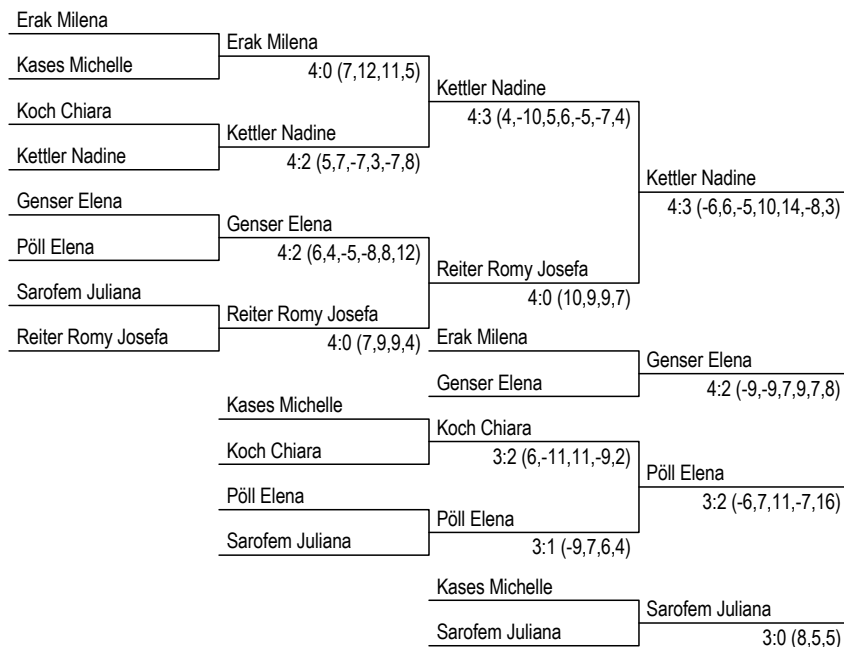 Erak Milena
Erak Milena
Kases Michelle
4:0 (7,12,11,5)
Kettler Nadine
Koch Chiara
4:3 (4,-10,5,6,-5,-7,4)
Kettler Nadine
Kettler Nadine
4:2 (5,7,-7,3,-7,8)
Kettler Nadine
Genser Elena
4:3 (-6,6,-5,10,14,-8,3)
Genser Elena
Pöll Elena
4:2 (6,4,-5,-8,8,12)
Reiter Romy Josefa
Sarofem Juliana
4:0 (10,9,9,7)
Reiter Romy Josefa
Reiter Romy Josefa
4:0 (7,9,9,4)
Erak Milena
Genser Elena
Genser Elena
4:2 (-9,-9,7,9,7,8)
Kases Michelle
Koch Chiara
Koch Chiara
3:2 (6,-11,11,-9,2)
Pöll Elena
Pöll Elena
3:2 (-6,7,11,-7,16)
Pöll Elena
Sarofem Juliana
3:1 (-9,7,6,4)
Kases Michelle
Sarofem Juliana
Sarofem Juliana
3:0 (8,5,5)